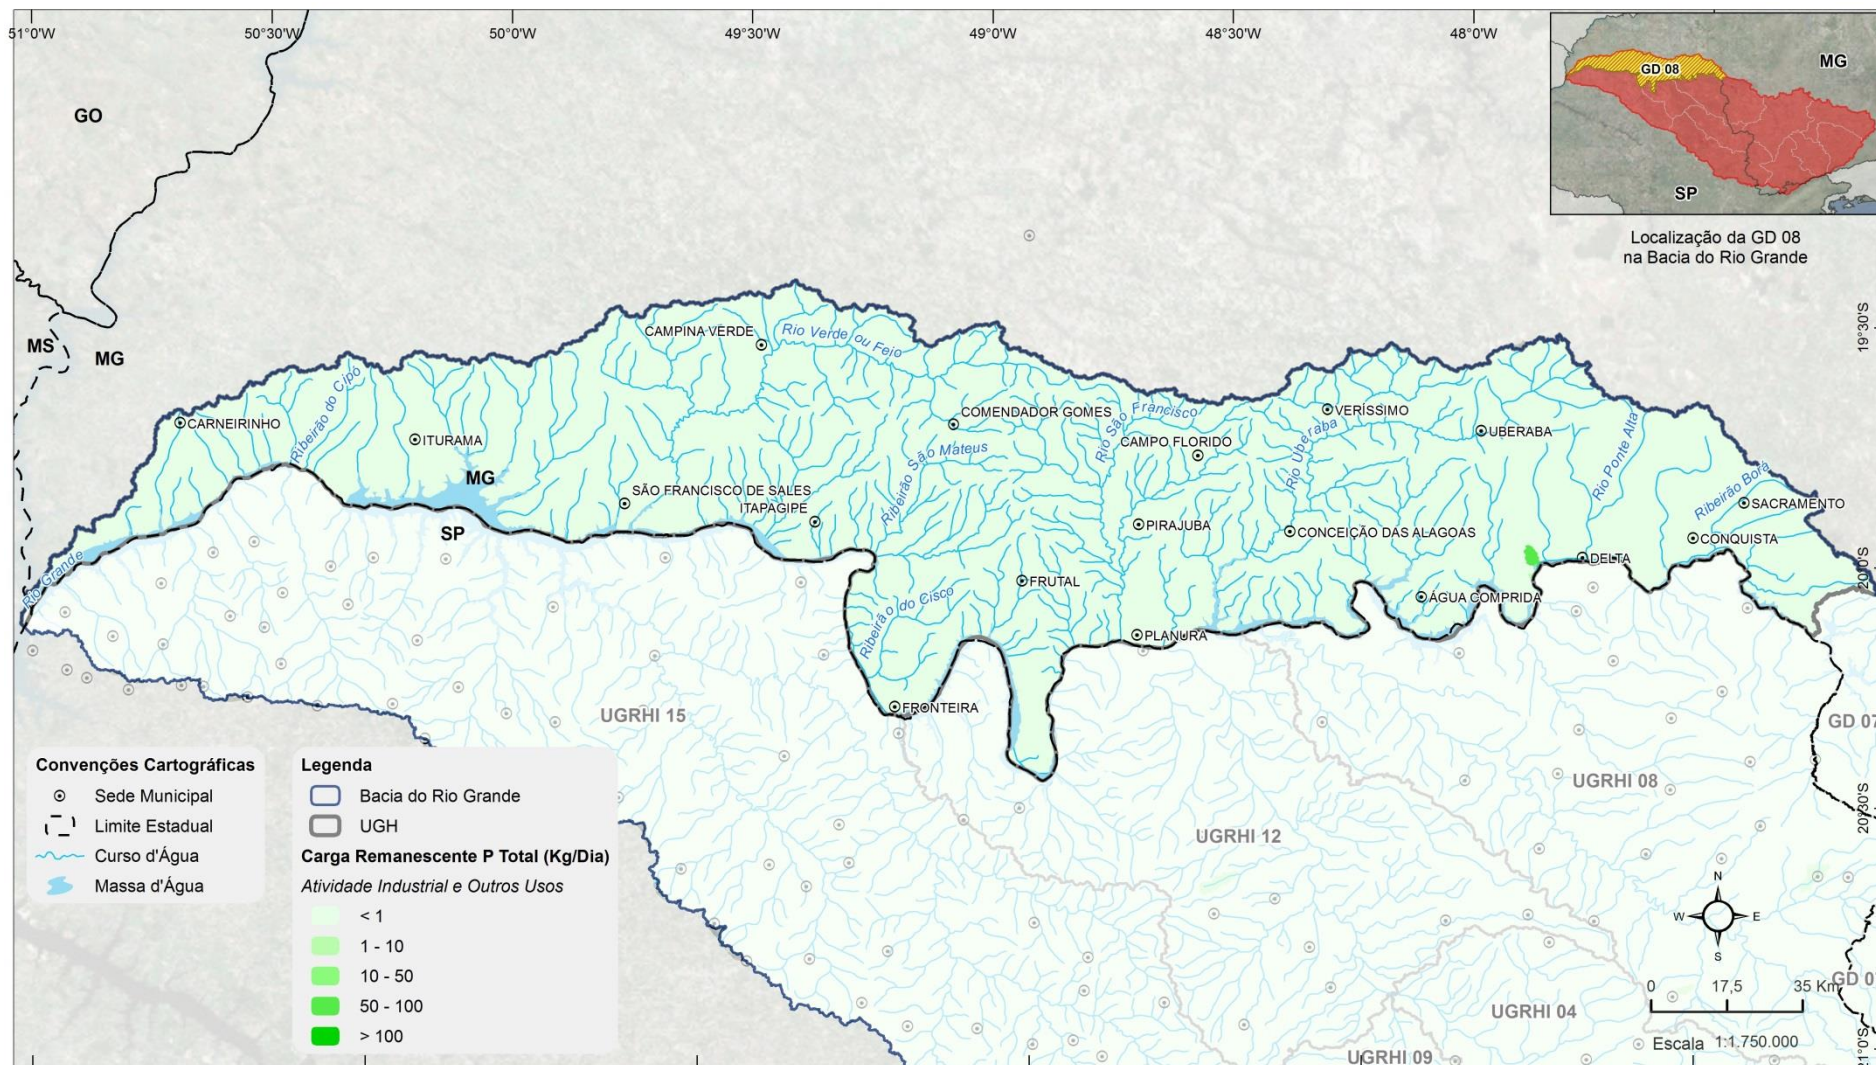 51°0'W
50°30'W
50°0'W
49°30'W
49°0'W
48°30'W
48°0'W
GO
MS
MG
MG
GD 08
SP
Localização da GD 08
na Bacia do Rio Grande
19°30'S
20°0'S
20°30'S
21°0'S
CAMPINA VERDE
Rio Verde ou Feio
CARNEIRINHO
Ribeirão do Cipó
ITURAMA
COMENDADOR GOMES
Rio São Francisco
CAMPO FLORIDO
VERÍSSIMO
Rio Uberaba
UBERABA
Rio Ponte Alta
Ribeirão Borá
SACRAMENTO
Ribeirão São Mateus
MG
SÃO FRANCISCO DE SALES
ITAPAGIPE
SP
PIRAJUBA
CONCEIÇÃO DAS ALAGOAS
CONQUISTA
DELTA
Rio Grande
FRUTAL
Ribeirão do Cisco
ÁGUA COMPRIDA
PLANURA
FRONTEIRA
UGRHI 15
GD 07
UGRHI 08
UGRHI 12
GD 0
UGRHI 04
UGRHI 09
Convenções Cartográficas
Sede Municipal
Limite Estadual
Curso d'Água
Massa d'Água
Legenda
Bacia do Rio Grande
UGH
Carga Remanescente P Total (Kg/Dia)
Atividade Industrial e Outros Usos
< 1
1 - 10
10 - 50
50 - 100
> 100
N
W
E
S
0 17,5 35 Km
Escala 1:1.750.000